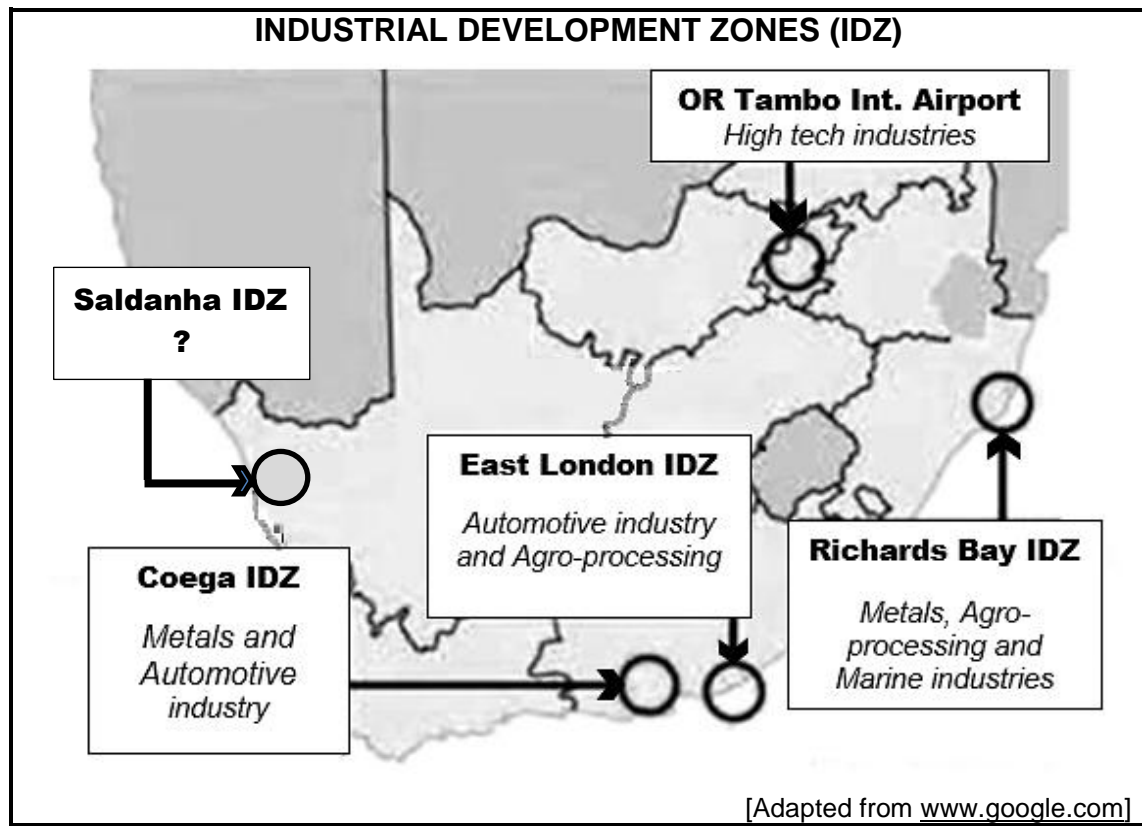 INDUSTRIAL DEVELOPMENT ZONES (IDZ)
OR Tambo Int. Airport
High tech industries
Saldanha IDZ
?
East London IDZ
Automotive industry
and Agro-processing
Coega IDZ
Metals and
Automotive
industry
Richards Bay IDZ
Metals, Agro-
processing and
Marine industries
[Adapted from www.google.com]